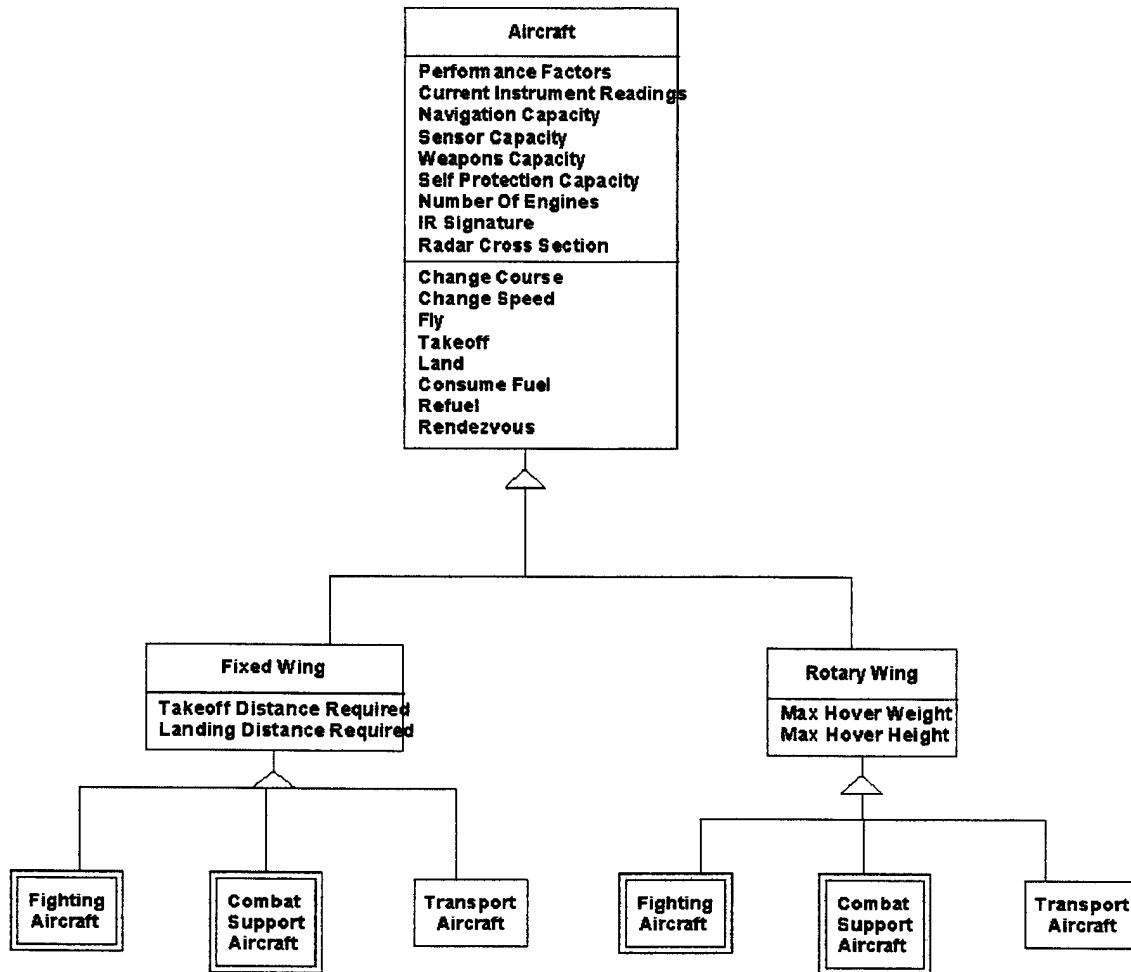 Aircraft
Performance Factors
Current Instrument Readings
Navigation Capacity
Sensor Capacity
Weapons Capacity
Self Protection Capacity
Number Of Engines
IR Signature
Radar Cross Section
Change Course
Change Speed
Fly
Takeoff
Land
Consume Fuel
Refuel
Rendezvous
Fixed Wing
Takeoff Distance Required
Landing Distance Required
Rotary Wing
Max Hover Weight
Max Hover Height
Fighting
Aircraft
Combat
Support
Aircraft
Transport
Aircraft
Fighting
Aircraft
Combat
Support
Aircraft
Transport
Aircraft